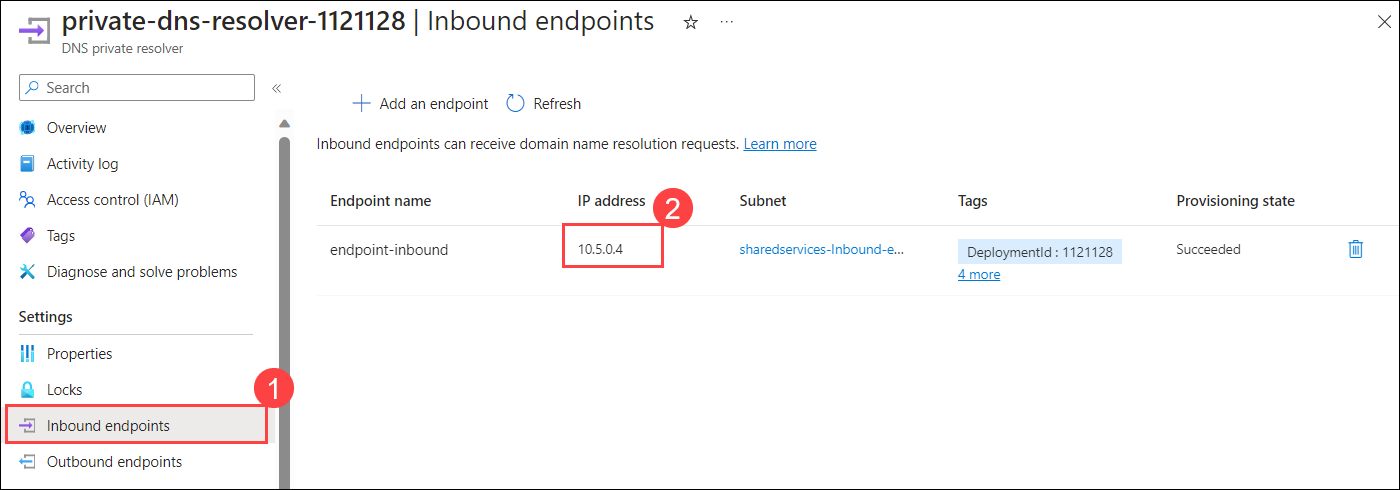 private-dns-resolver-1121128 | Inbound endpoints
DNS private resolver
Search
Overview
Activity log
Access control (IAM)
Tags
Diagnose and solve problems
Settings
Properties
Locks
1
Inbound endpoints
Outbound endpoints
Add an endpoint Refresh
Inbound endpoints can receive domain name resolution requests. Learn more
Endpoint name IP address 2 Subnet Tags Provisioning state
endpoint-inbound 10.5.0.4 sharedservices-Inbound-e... DeploymentId : 1121128 Succeeded
4 more